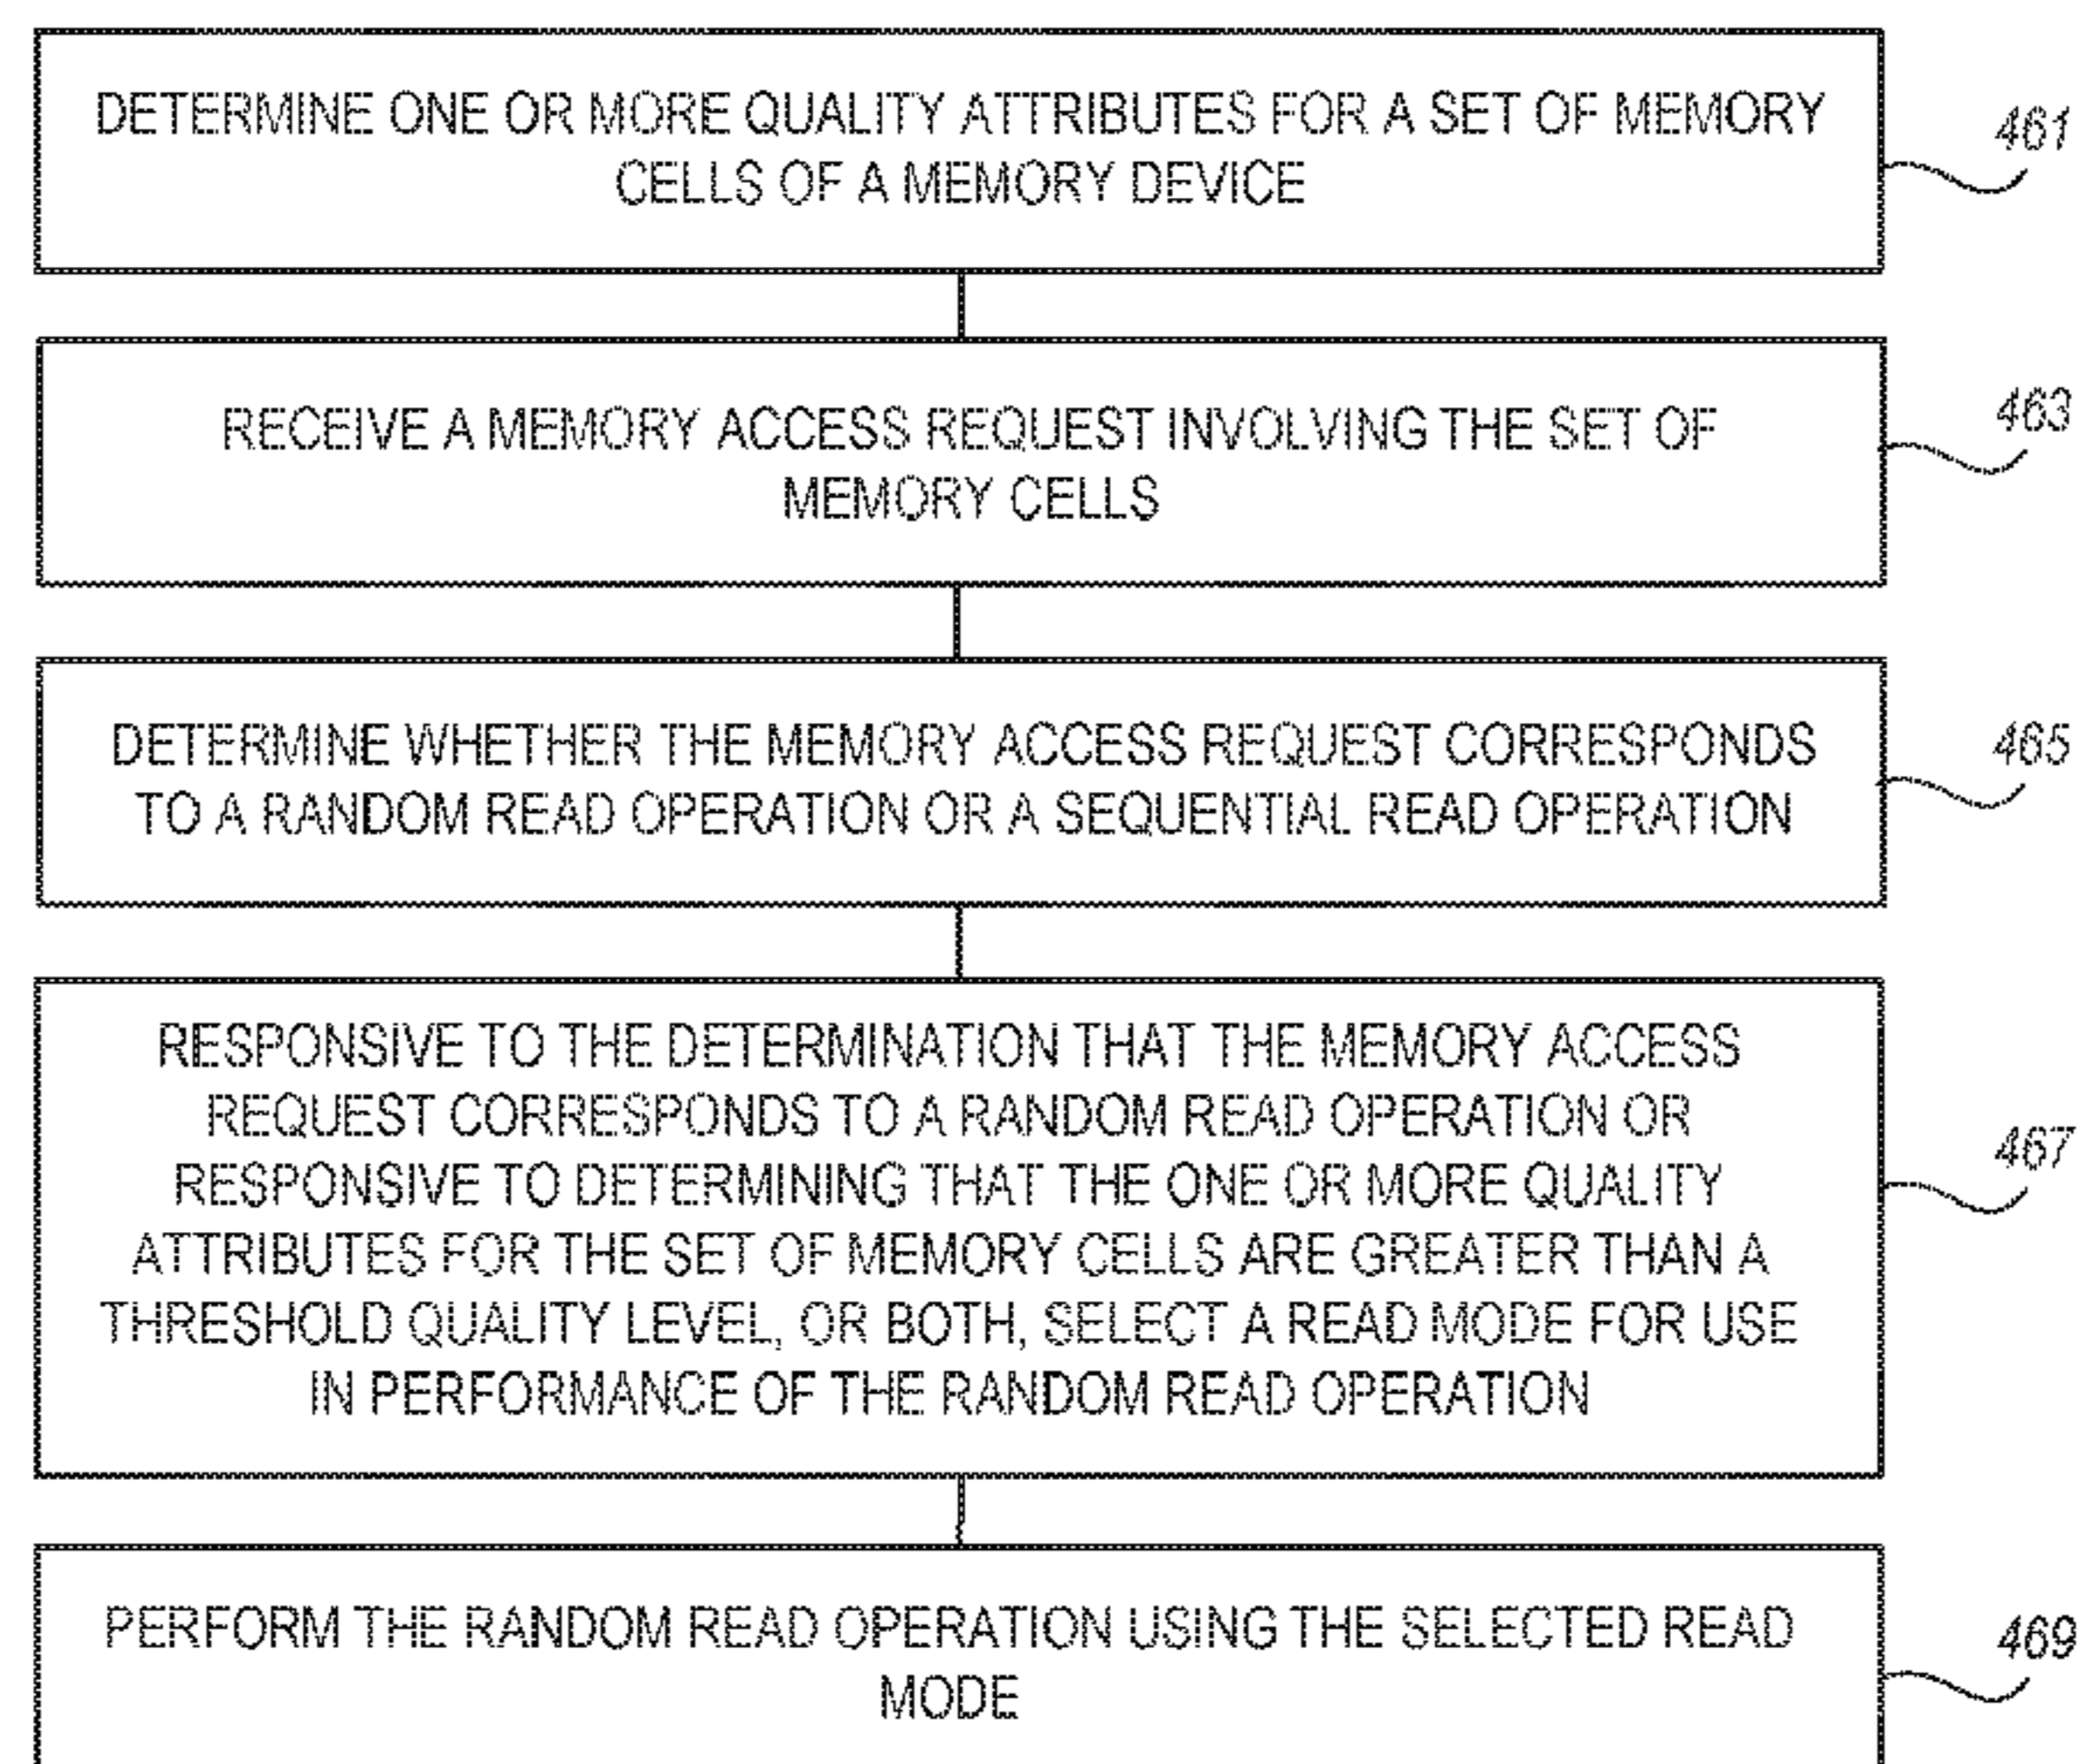 DETERMINE ONE OR MORE QUALITY ATTRIBUTES FOR A SET OF MEMORY
CELLS OF A MEMORY DEVICE
461
RECEIVE A MEMORY ACCESS REQUEST INVOLVING THE SET OF
MEMORY CELLS
463
DETERMINE WHETHER THE MEMORY ACCESS REQUEST CORRESPONDS
TO A RANDOM READ OPERATION OR A SEQUENTIAL READ OPERATION
465
RESPONSIVE TO THE DETERMINATION THAT THE MEMORY ACCESS
REQUEST CORRESPONDS TO A RANDOM READ OPERATION OR
RESPONSIVE TO DETERMINING THAT THE ONE OR MORE QUALITY
ATTRIBUTES FOR THE SET OF MEMORY CELLS ARE GREATER THAN A
THRESHOLD QUALITY LEVEL, OR BOTH, SELECT A READ MODE FOR USE
IN PERFORMANCE OF THE RANDOM READ OPERATION
467
PERFORM THE RANDOM READ OPERATION USING THE SELECTED READ
MODE
469